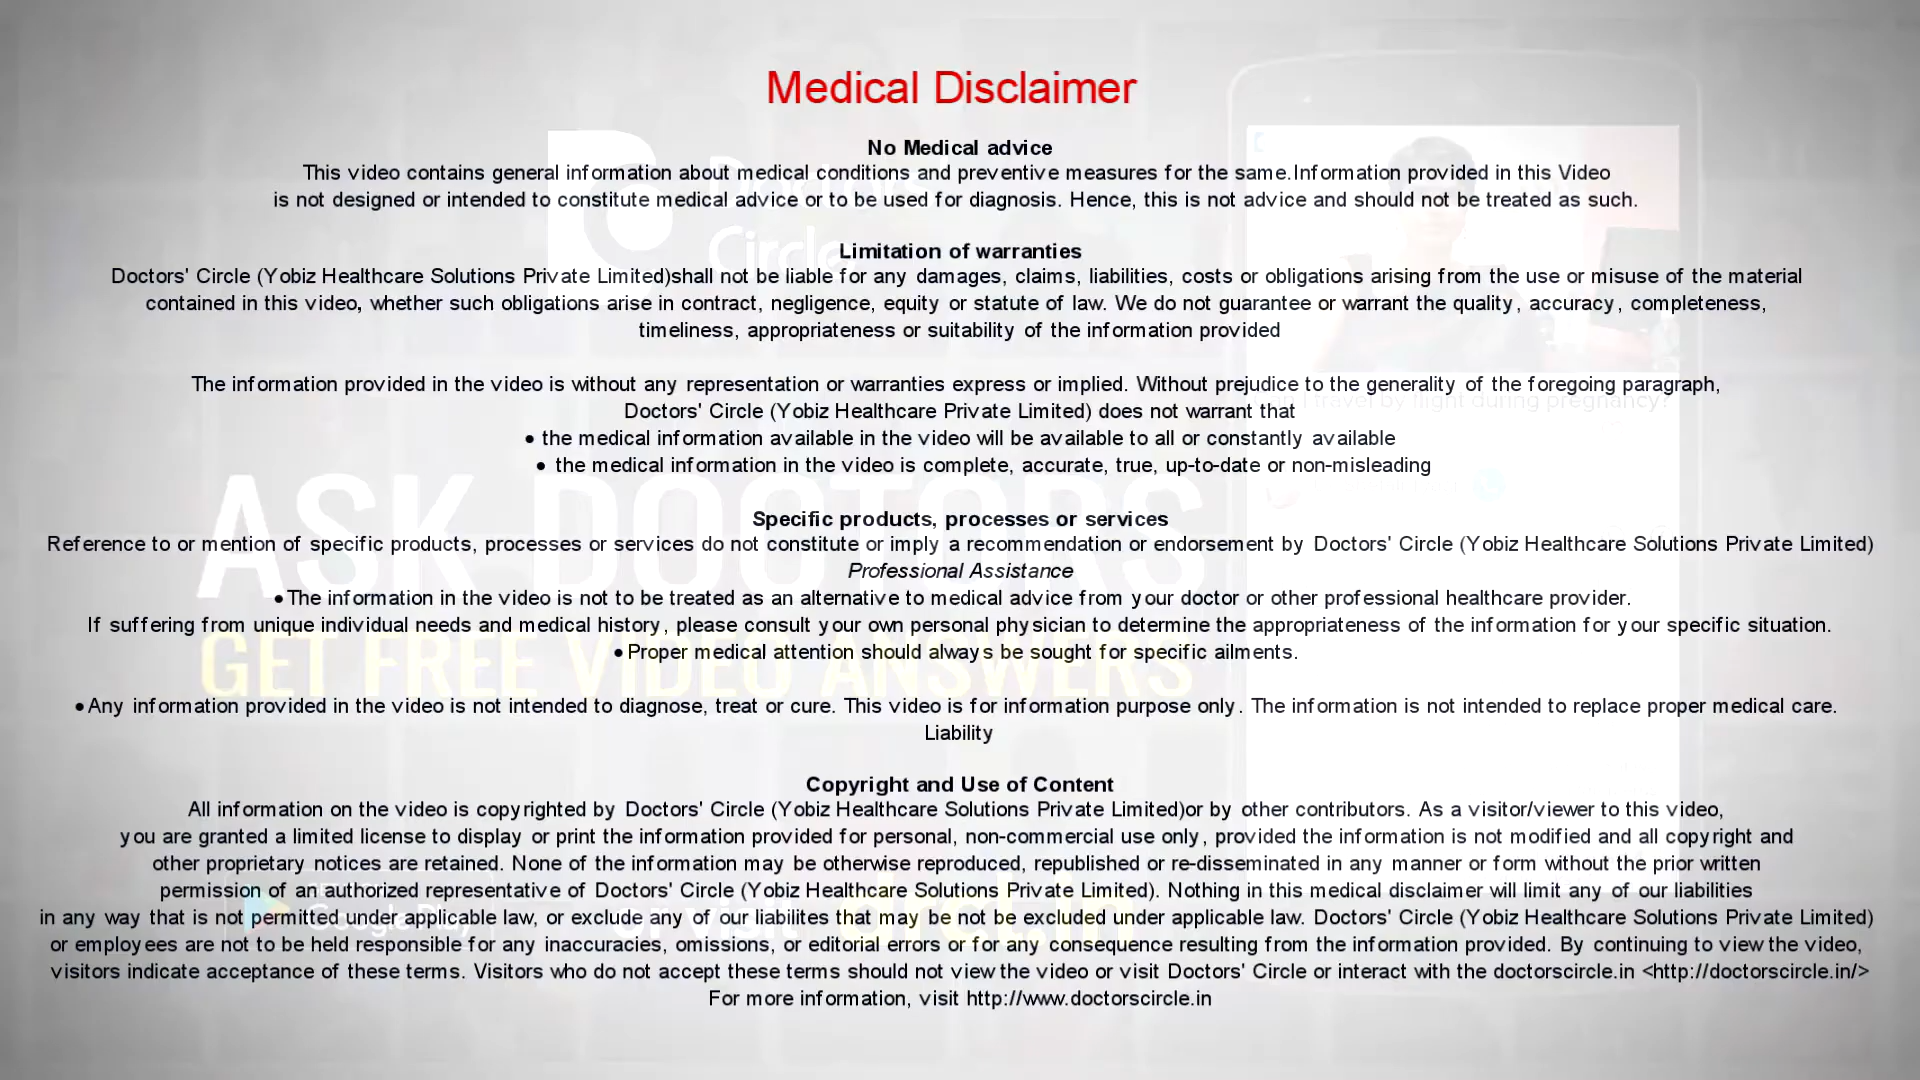 Medical Disclaimer
No Medical advice
This video contains general information about medical conditions and preventive measures for the same.Information provided in this Video
is not designed or intended to constitute medical advice or to be used for diagnosis. Hence, this is not advice and should not be treated as such.
Doctors
Circle
Limitation of warranties
Doctors' Circle (Yobiz Healthcare Solutions Private Limited)shall not be liable for any damages, claims, liabilities, costs or obligations arising from the use or misuse of the material
contained in this video, whether such obligations arise in contract, negligence, equity or statute of law. We do not guarantee or warrant the quality, accuracy, completeness,
timeliness, appropriateness or suitability of the information provided
The information provided in the video is without any representation or warranties express or implied. Without prejudice to the generality of the foregoing paragraph,
Can I travel by flight during pregnancy?
Doctors' Circle (Yobiz Healthcare Private Limited) does not warrant that
• the medical information available in the video will be available to all or constantly available
• the medical information in the video is complete, accurate, true, up-to-date or non-misleading
ASK DOCTORS
Specific products, processes or services
Reference to or mention of specific products, processes or services do not constitute or imply a recommendation or endorsement by Doctors' Circle (Yobiz Healthcare Solutions Private Limited)
Professional Assistance
•The information in the video is not to be treated as an alternative to medical advice from your doctor or other professional healthcare provider.
If suffering from unique individual needs and medical history, please consult your own personal physician to determine the appropriateness of the information for your specific situation.
•Proper medical attention should always be sought for specific ailments.
GET FREE VIDEO ANSWERS
•Any information provided in the video is not intended to diagnose, treat or cure. This video is for information purpose only. The information is not intended to replace proper medical care.
Liability
Copyright and Use of Content
All information on the video is copyrighted by Doctors' Circle (Yobiz Healthcare Solutions Private Limited)or by other contributors. As a visitor/viewer to this video,
you are granted a limited license to display or print the information provided for personal, non-commercial use only, provided the information is not modified and all copyright and
other proprietary notices are retained. None of the information may be otherwise reproduced, republished or re-disseminated in any manner or form without the prior written
permission of an authorized representative of Doctors' Circle (Yobiz Healthcare Solutions Private Limited). Nothing in this medical disclaimer will limit any of our liabilities
in any way that is not permitted under applicable law, or exclude any of our liabilites that may be not be excluded under applicable law. Doctors' Circle (Yobiz Healthcare Solutions Private Limited)
Google Play or visit drct.in
or employees are not to be held responsible for any inaccuracies, omissions, or editorial errors or for any consequence resulting from the information provided. By continuing to view the video,
visitors indicate acceptance of these terms. Visitors who do not accept these terms should not view the video or visit Doctors' Circle or interact with the doctorscircle.in <http://doctorscircle.in/>
For more information, visit http://www.doctorscircle.in